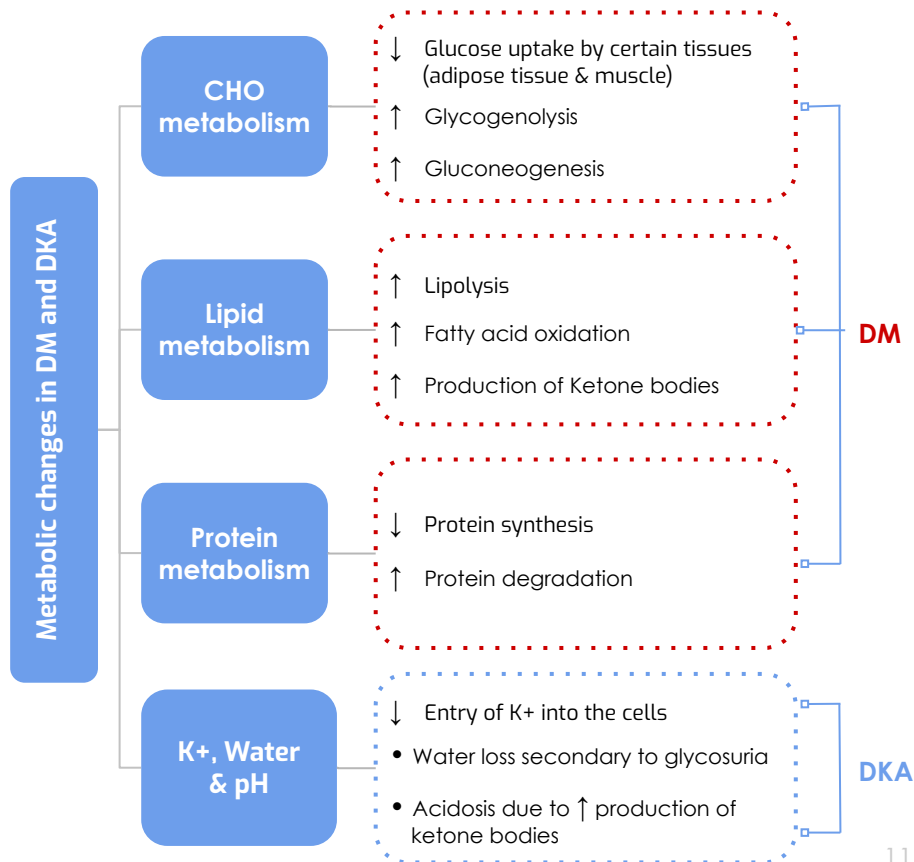 Metabolic changes in DM and DKA
CHO
metabolism
↓ Glucose uptake by certain tissues
(adipose tissue & muscle)
↑ Glycogenolysis
↑ Gluconeogenesis
Lipid
metabolism
↑ Lipolysis
↑ Fatty acid oxidation
↑ Production of Ketone bodies
DM
Protein
metabolism
↓ Protein synthesis
↑ Protein degradation
K+, Water
& pH
↓ Entry of K+ into the cells
• Water loss secondary to glycosuria
• Acidosis due to ↑ production of
ketone bodies
DKA
11